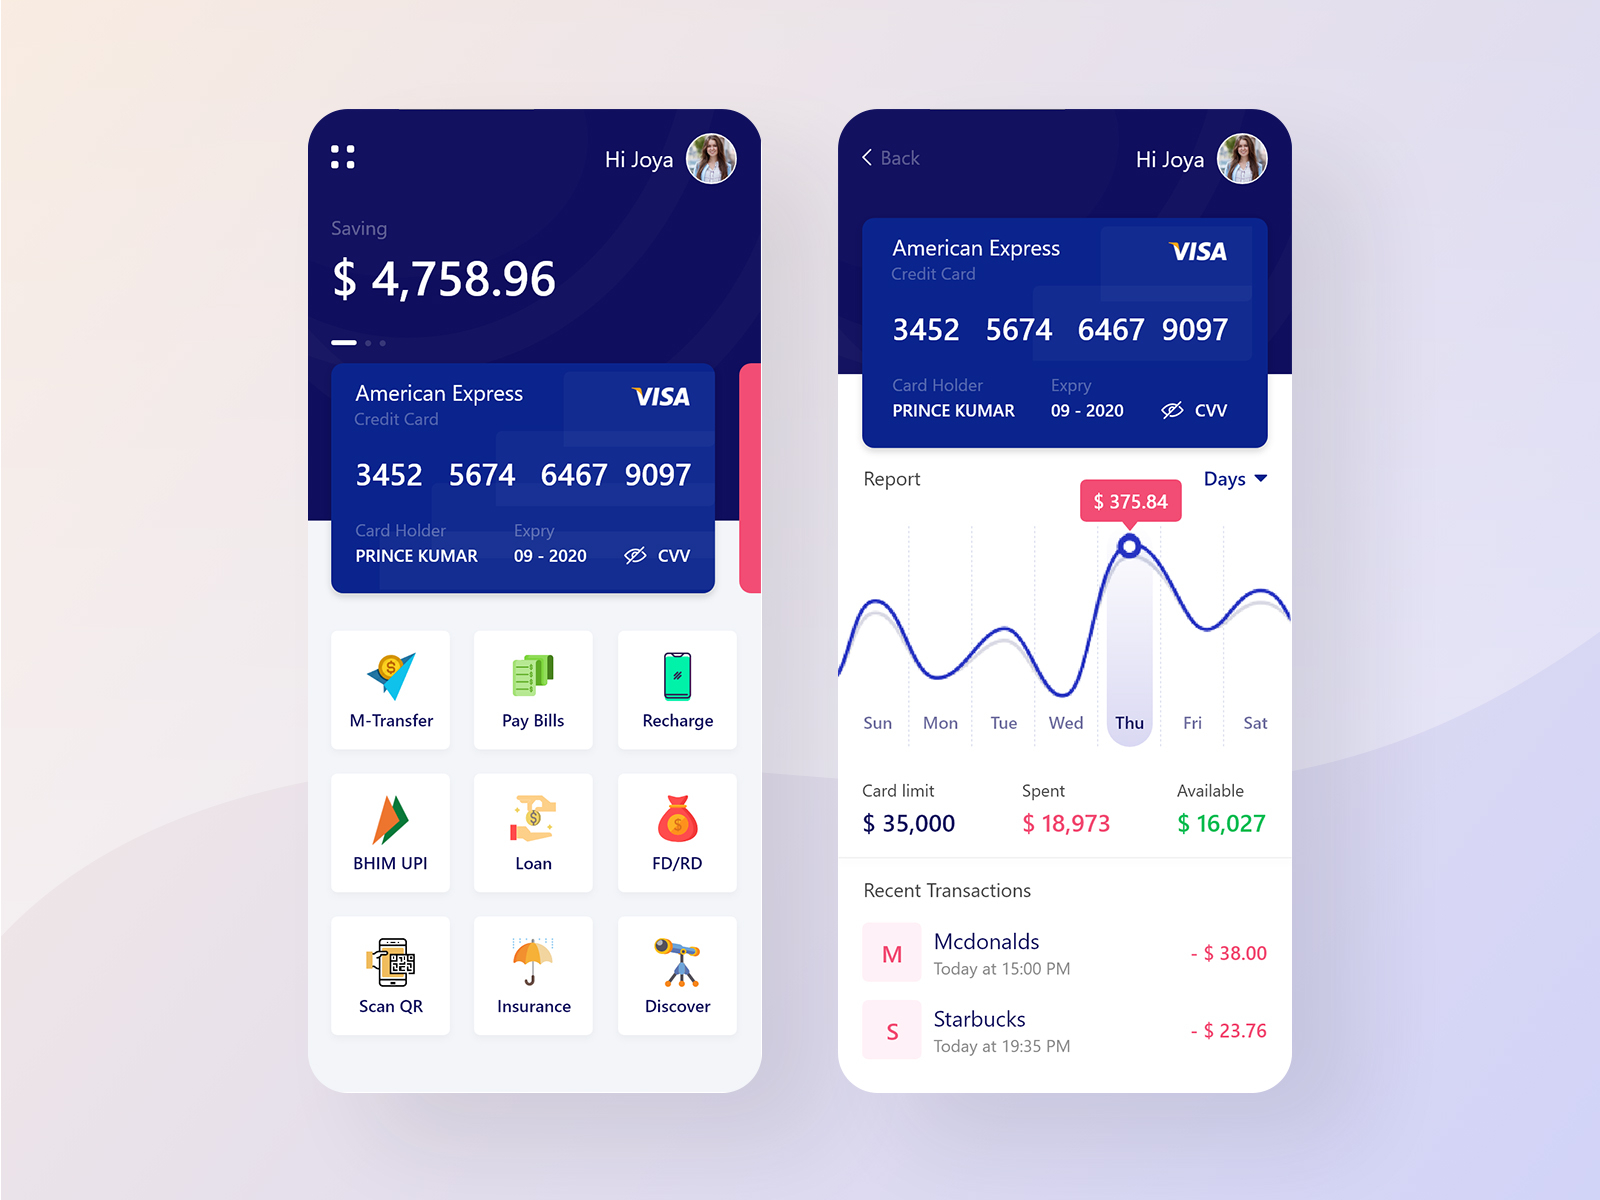 Hi Joya
Saving
$ 4,758.96
American Express
VISA
Credit Card
3452 5674 6467 9097
Card Holder Expry
PRINCE KUMAR 09 - 2020 CVV
M-Transfer Pay Bills Recharge
BHIM UPI Loan FD/RD
Scan QR Insurance Discover
Back Hi Joya
American Express
VISA
Credit Card
3452 5674 6467 9097
Card Holder Expry
PRINCE KUMAR 09 - 2020 CVV
Report Days
$ 375.84
Sun Mon Tue Wed Thu Fri Sat
Card limit Spent Available
$ 35,000 $ 18,973 $ 16,027
Recent Transactions
M
Mcdonalds
- $ 38.00
Today at 15:00 PM
S
Starbucks
- $ 23.76
Today at 19:35 PM